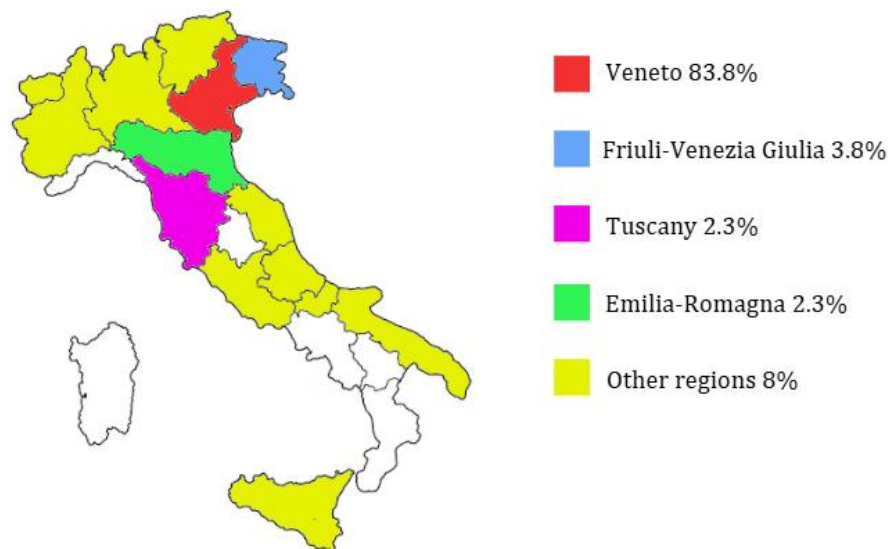 Veneto 83.8%
Friuli-Venezia Giulia 3.8%
Tuscany 2.3%
Emilia-Romagna 2.3%
Other regions 8%